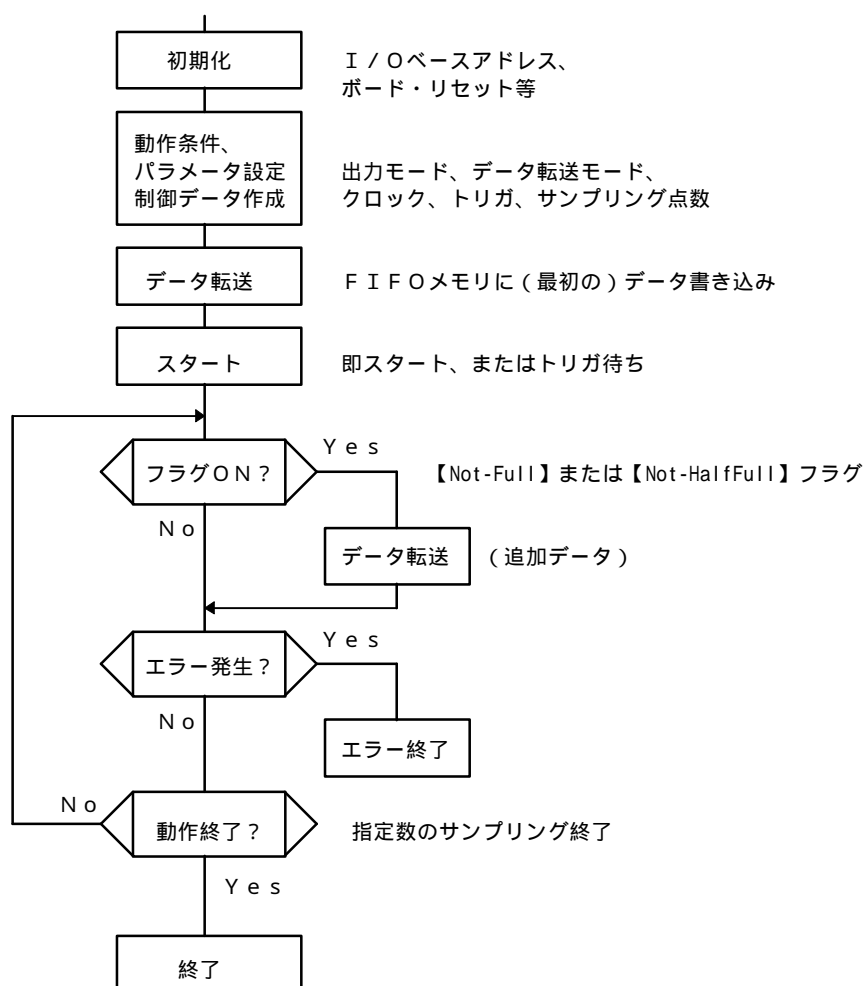 初期化
Ｉ／Ｏベースアドレス、
ボード・リセット等
動作条件、
パラメータ設定
制御データ作成
出力モード、データ転送モード、
クロック、トリガ、サンプリング点数
データ転送
ＦＩＦＯメモリに（最初の）データ書き込み
スタート
即スタート、またはトリガ待ち
フラグＯＮ？
Ｙｅｓ
【Not-Full】または【Not-HalfFull】フラグ
Ｎｏ
データ転送
（追加データ）
エラー発生？
Ｙｅｓ
Ｎｏ
エラー終了
Ｎｏ
動作終了？
指定数のサンプリング終了
Ｙｅｓ
終了